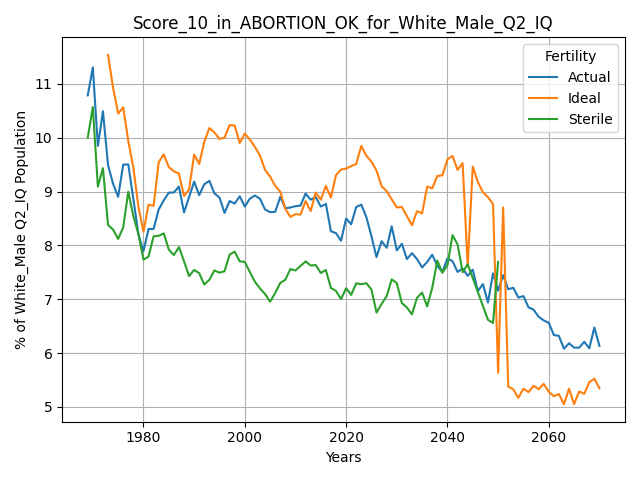 Score_10_in_ABORTION_OK_for_White_Male_Q2_IQ
% of White_Male Q2_IQ Population
11
10
9
8
7
6
5
Fertility
Actual
Ideal
Sterile
1980 2000 2020 2040 2060
Years